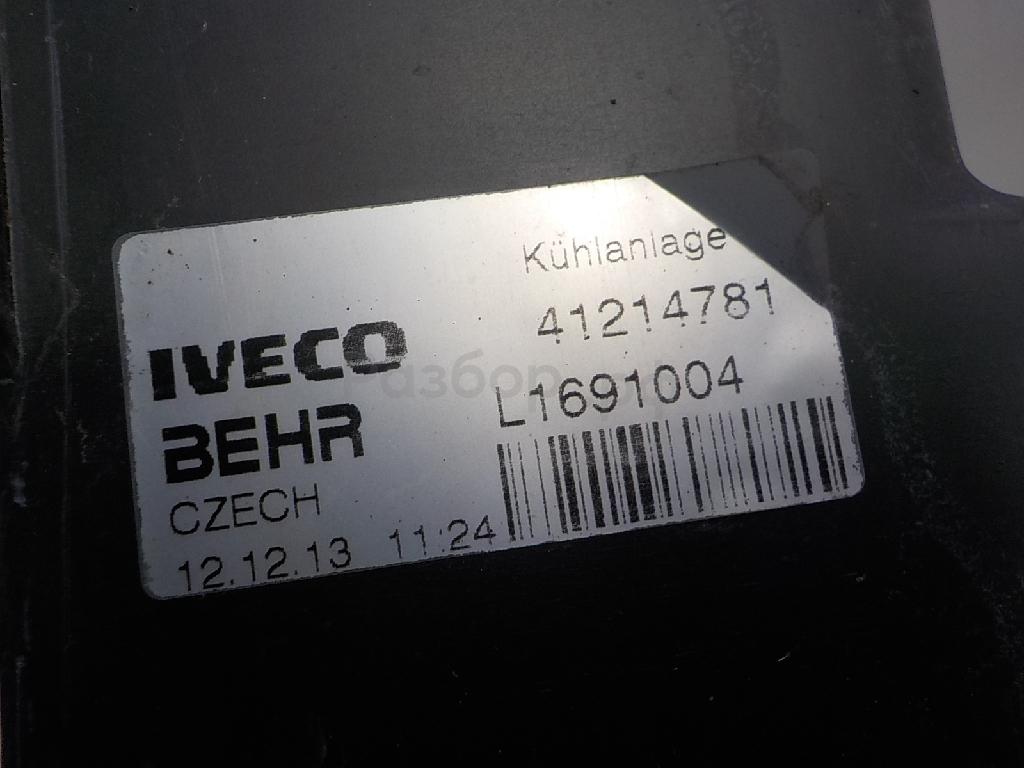 Kühlanlage
41214781
IVECO
L1691004
BEHR
CZECH
12.12.13 11:24